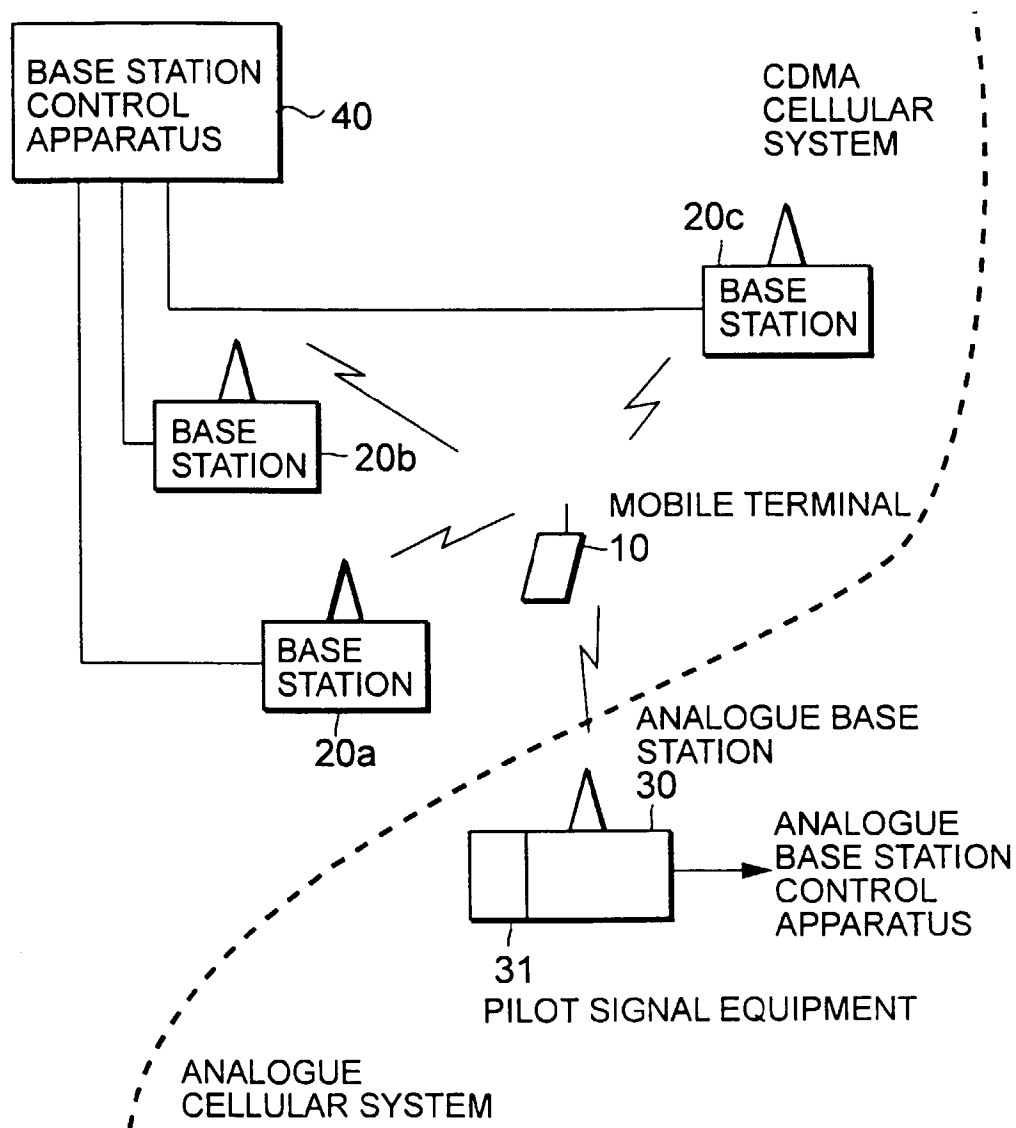 BASE STATION
CONTROL
APPARATUS
40
CDMA
CELLULAR
SYSTEM
20c
BASE
STATION
BASE
STATION
20b
MOBILE TERMINAL
10
BASE
STATION
20a
ANALOGUE BASE
STATION
30
ANALOGUE
BASE STATION
CONTROL
APPARATUS
31
PILOT SIGNAL EQUIPMENT
ANALOGUE
CELLULAR SYSTEM